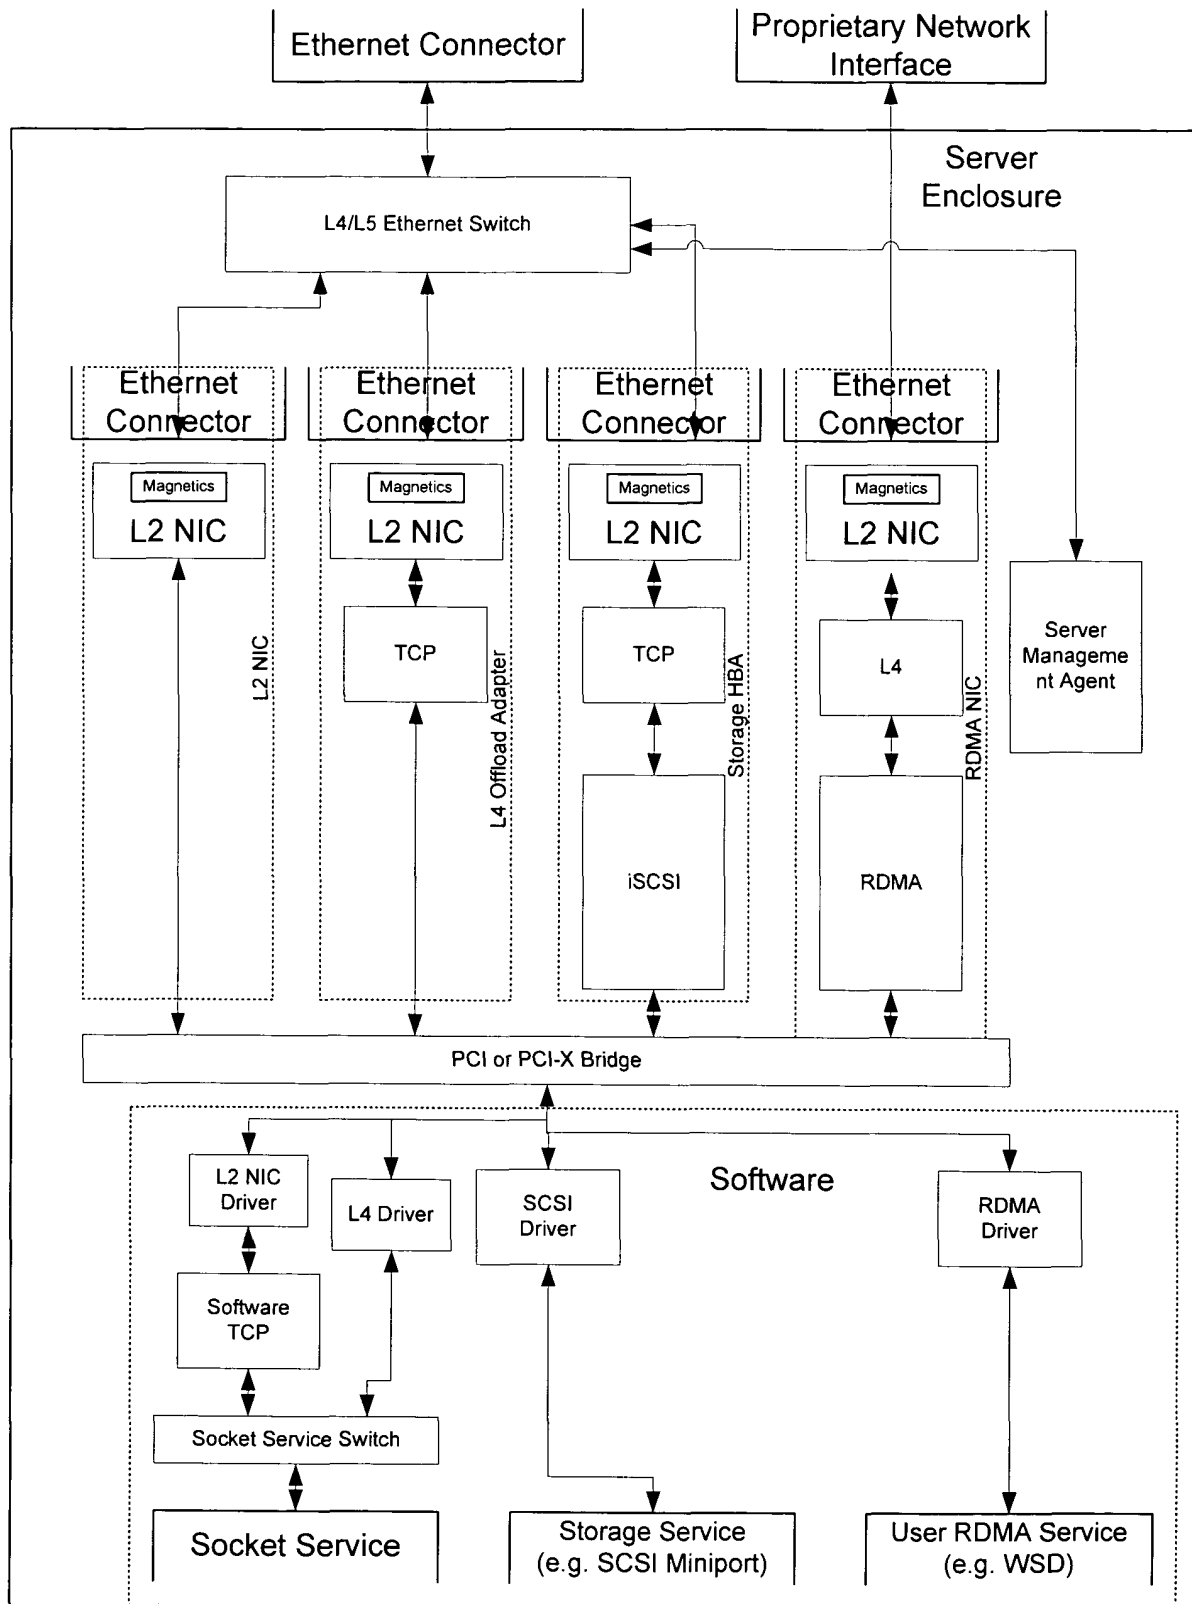 Ethernet Connector
Proprietary Network
Interface
Server
Enclosure
L4/L5 Ethernet Switch
Ethernet
Connector
Ethernet
Connector
Ethernet
Connector
Ethernet
Connector
Magnetics
L2 NIC
Magnetics
L2 NIC
Magnetics
L2 NIC
Magnetics
L2 NIC
L2 NIC
TCP
L4 Offload Adapter
TCP
Storage HBA
L4
RDMA NIC
Server
Manageme
nt Agent
iSCSI
RDMA
PCI or PCI-X Bridge
Software
L2 NIC
Driver
L4 Driver
SCSI
Driver
RDMA
Driver
Software
TCP
Socket Service Switch
Socket Service
Storage Service
(e.g. SCSI Miniport)
User RDMA Service
(e.g. WSD)